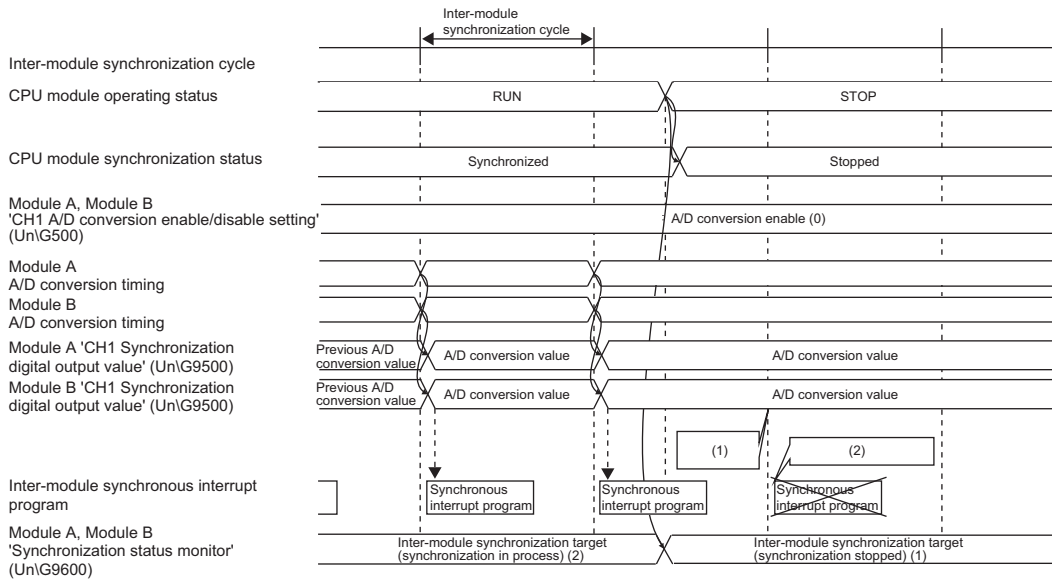 Inter-module
synchronization cycle
Inter-module synchronization cycle
CPU module operating status
RUN
STOP
CPU module synchronization status
Synchronized
Stopped
Module A, Module B
'CH1 A/D conversion enable/disable setting'
(Un\G500)
A/D conversion enable (0)
Module A
A/D conversion timing
Module B
A/D conversion timing
Module A 'CH1 Synchronization
digital output value' (Un\G9500)
Previous A/D
conversion value
A/D conversion value
A/D conversion value
Module B 'CH1 Synchronization
digital output value' (Un\G9500)
Previous A/D
conversion value
A/D conversion value
A/D conversion value
(1)
(2)
Inter-module synchronous interrupt
program
Synchronous
interrupt program
Synchronous
interrupt program
Synchronous
interrupt program
Module A, Module B
'Synchronization status monitor'
(Un\G9600)
Inter-module synchronization target
(synchronization in process) (2)
Inter-module synchronization target
(synchronization stopped) (1)